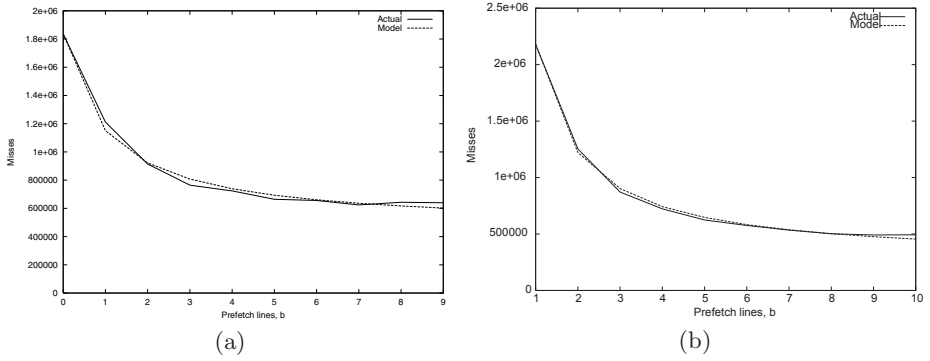 2e+06
1.8e+06
1.6e+06
1.4e+06
1.2e+06
1e+06
800000
600000
400000
200000
0
Misses
Actual
Model
0 1 2 3 4 5 6 7 8 9
Prefetch lines, b
(a)
2.5e+06
2e+06
1.5e+06
1e+06
500000
0
Misses
Actual
Model
1 2 3 4 5 6 7 8 9 10
Prefetch lines, b
(b)